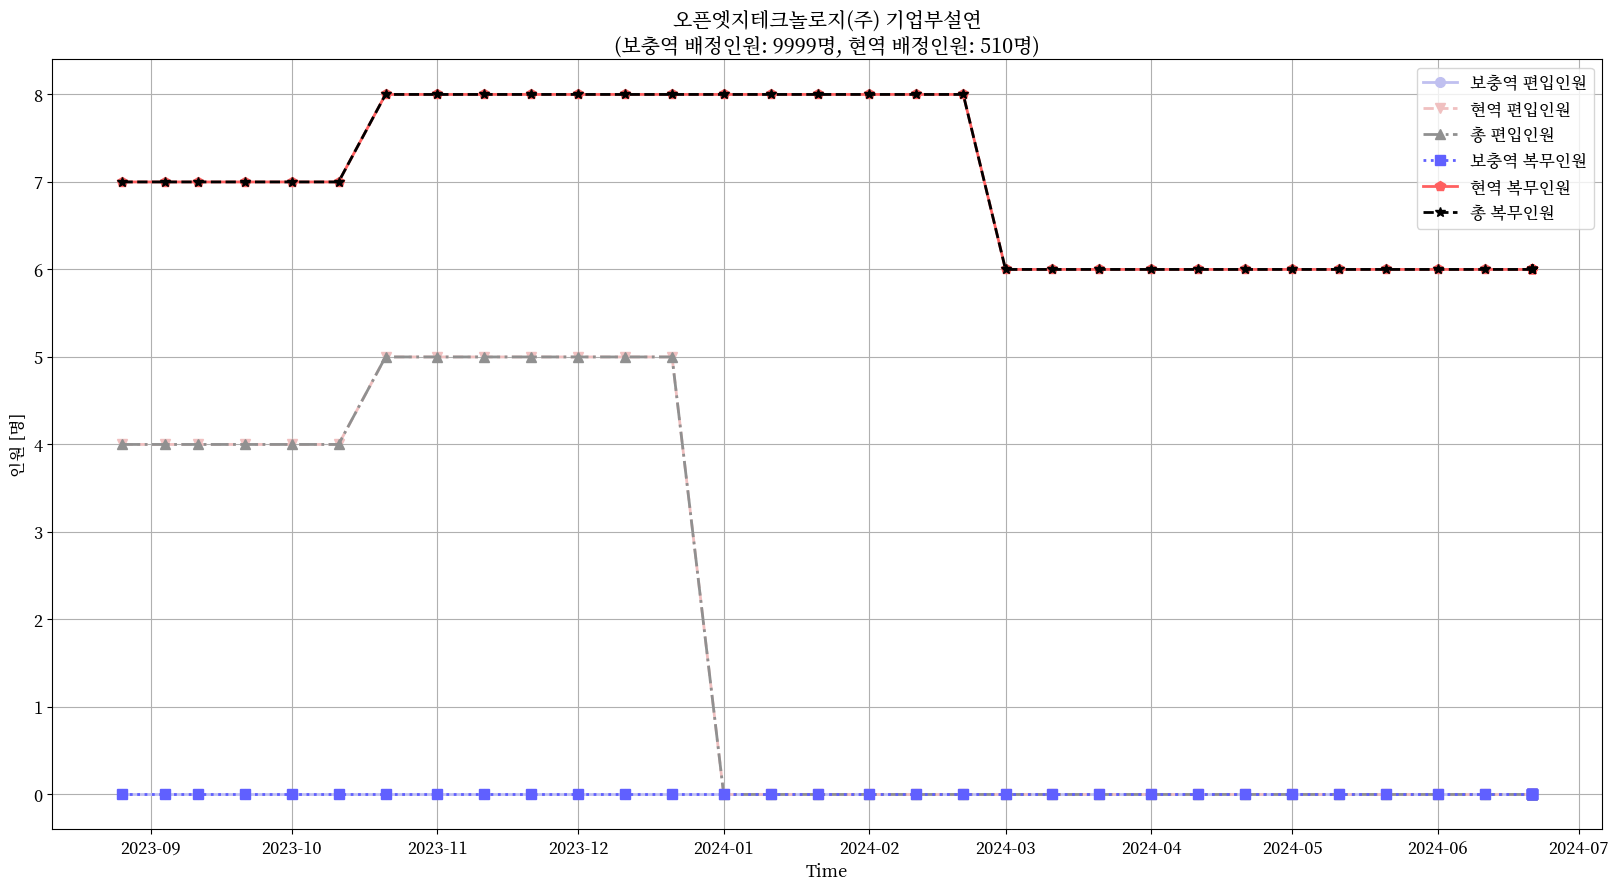 오픈엣지테크놀로지(주) 기업부설연
(보충역 배정인원: 9999명, 현역 배정인원: 510명)
보충역 편입인원
현역 편입인원
총 편입인원
보충역 복무인원
현역 복무인원
총 복무인원
인원 [명]
8
7
6
5
4
3
2
1
0
2023-09
2023-10
2023-11
2023-12
2024-01
2024-02
2024-03
2024-04
2024-05
2024-06
2024-07
Time